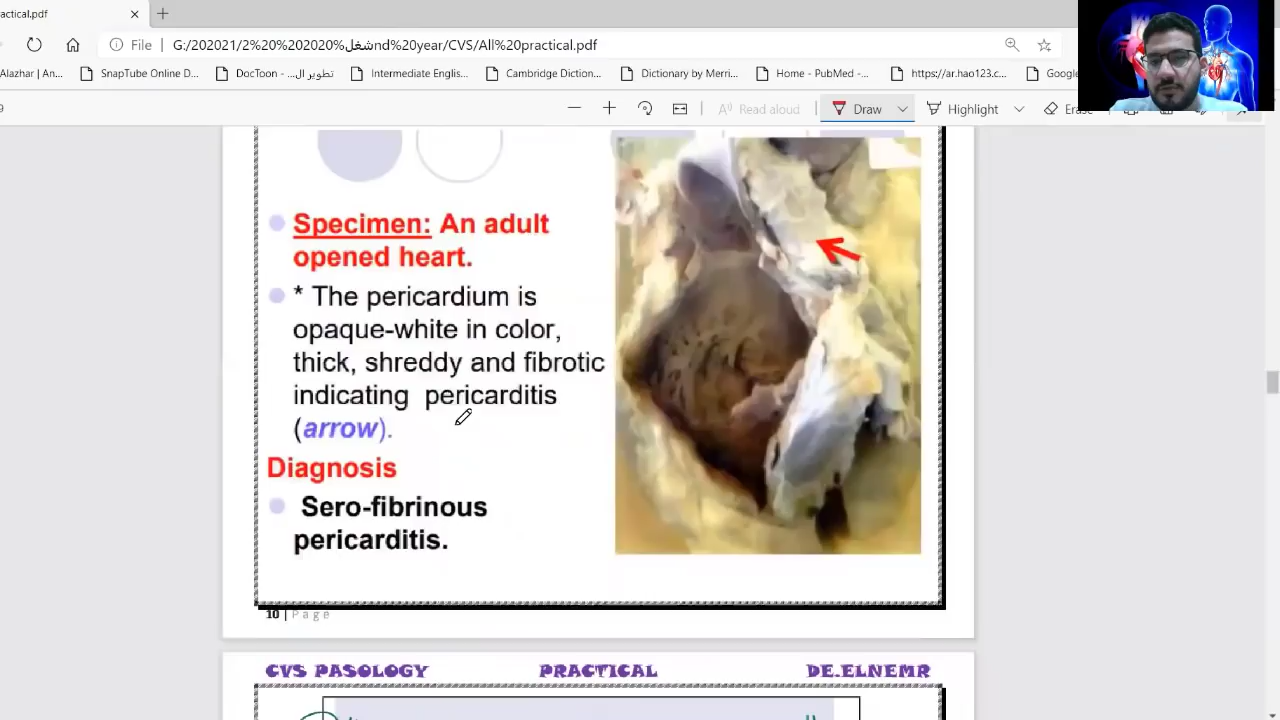 actical.pdf
File | G:/202021/2%20%202020%شغلnd%20year/CVS/All%20practical.pdf
Alazhar | An...
SnapTube Online D...
DocToon - ...تطوير ال
Intermediate Englis...
Cambridge Diction...
Dictionary by Merri...
Home - PubMed -...
https://ar.hao123.c...
Google
9
Read aloud
Draw
Highlight
Erase
Specimen: An adult
opened heart.
* The pericardium is
opaque-white in color,
thick, shreddy and fibrotic
indicating pericarditis
(arrow).
Diagnosis
Sero-fibrinous
pericarditis.
10 | Page
CVS PASOLOGY PRACTICAL DE.ELNEMR